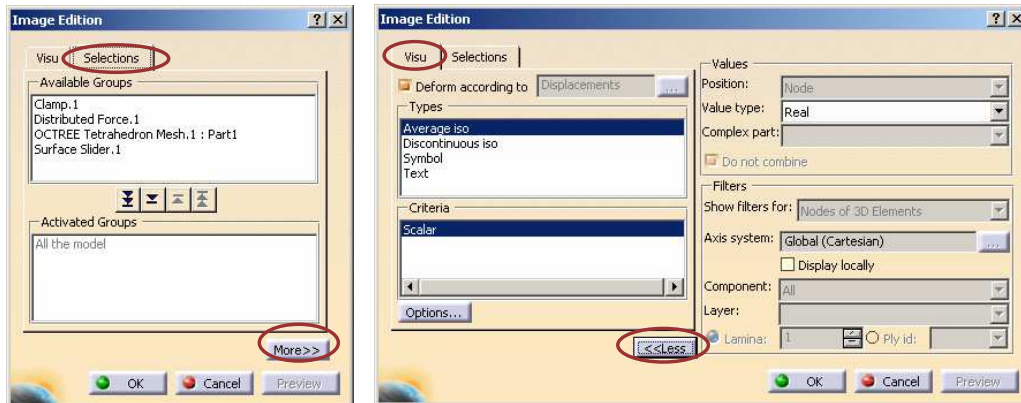 Image Edition
Visu Selections
Available Groups
Clamp.1
Distributed Force.1
OCTREE Tetrahedron Mesh.1 : Part1
Surface Slider.1
Activated Groups
All the model
More>>
OK Cancel Preview
Image Edition
Visu Selections
Deform according to Displacements ...
Types
Average iso
Discontinuous iso
Symbol
Text
Criteria
Scalar
Options...
<<Less
Values
Position: Node
Value type: Real
Complex part:
Do not combine
Filters
Show filters for: Nodes of 3D Elements
Axis system: Global (Cartesian) ...
Display locally
Component: All
Layer:
Lamina: 1 Ply id:
OK Cancel Preview